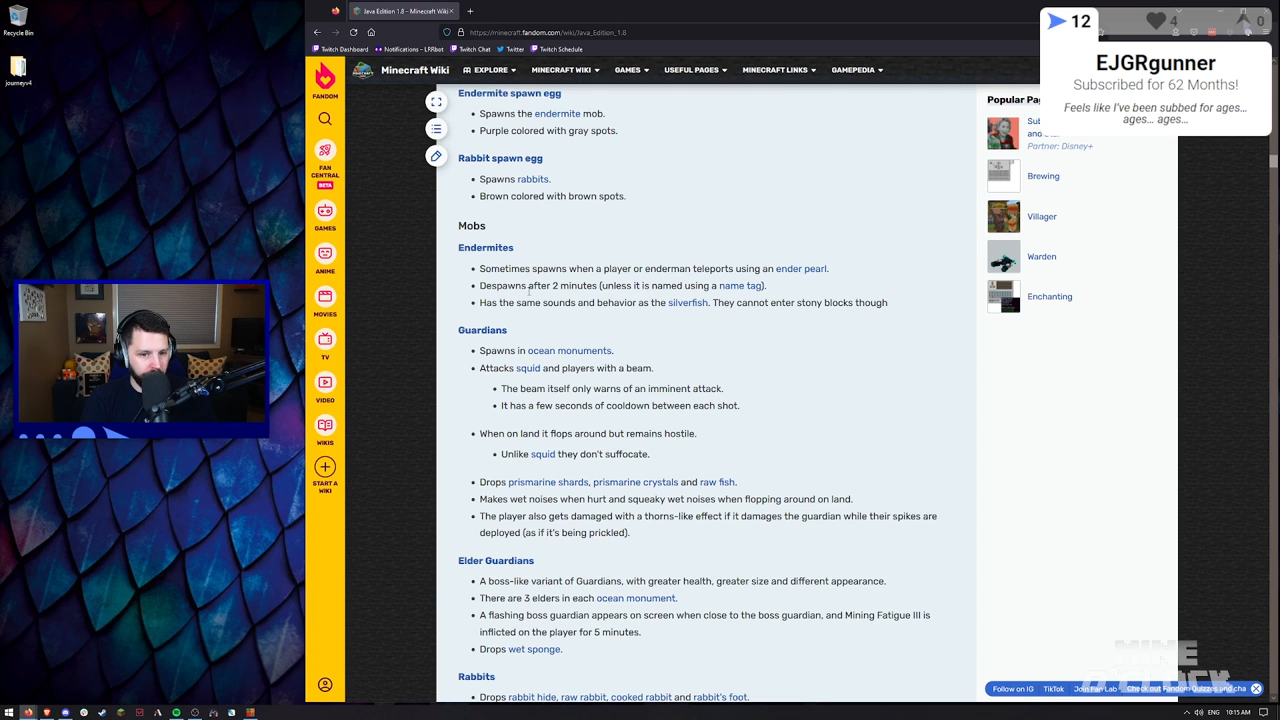 Recycle Bin
journeyv4
Java Edition 1.8 – Minecraft Wiki
https://minecraft.fandom.com/wiki/Java_Edition_1.8
Twitch Dashboard
Notifications - LRRbot
Twitch Chat
Twitter
Twitch Schedule
12
4
0
EJGRgunner
Subscribed for 62 Months!
Feels like I've been subbed for ages...
ages... ages...
FANDOM
FAN
CENTRAL
BETA
GAMES
ANIME
MOVIES
TV
VIDEO
WIKIS
START A
WIKI
Minecraft Wiki
EXPLORE
MINECRAFT WIKI
GAMES
USEFUL PAGES
MINECRAFT LINKS
GAMEPEDIA
Endermite spawn egg
Spawns the endermite mob.
Purple colored with gray spots.
Rabbit spawn egg
Spawns rabbits.
Brown colored with brown spots.
Mobs
Endermites
Sometimes spawns when a player or enderman teleports using an ender pearl.
Despawns after 2 minutes (unless it is named using a name tag).
Has the same sounds and behavior as the silverfish. They cannot enter stony blocks though
Guardians
Spawns in ocean monuments.
Attacks squid and players with a beam.
The beam itself only warns of an imminent attack.
It has a few seconds of cooldown between each shot.
When on land it flops around but remains hostile.
Unlike squid they don't suffocate.
Drops prismarine shards, prismarine crystals and raw fish.
Makes wet noises when hurt and squeaky wet noises when flopping around on land.
The player also gets damaged with a thorns-like effect if it damages the guardian while their spikes are
deployed (as if it's being prickled).
Elder Guardians
A boss-like variant of Guardians, with greater health, greater size and different appearance.
There are 3 elders in each ocean monument.
A flashing boss guardian appears on screen when close to the boss guardian, and Mining Fatigue III is
inflicted on the player for 5 minutes.
Drops wet sponge.
Rabbits
Drops rabbit hide, raw rabbit, cooked rabbit and rabbit's foot.
Popular Pag
Sub
and
Partner: Disney+
Brewing
Villager
Warden
Enchanting
MINE
Follow on IG
TikTok
Join Fan Lab
Check out Fandom Quizzes and cha
ENG
10:15 AM